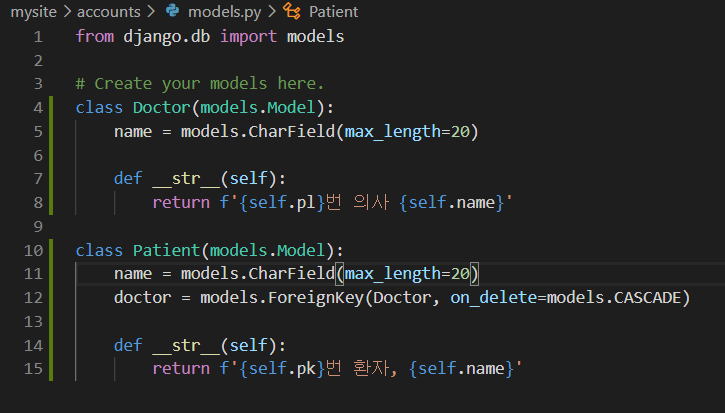 mysite > accounts > models.py > Patient
1 from django.db import models
2
3 # Create your models here.
4 class Doctor(models.Model):
5     name = models.CharField(max_length=20)
6
7     def __str__(self):
8         return f'{self.pl}번 의사 {self.name}'
9
10 class Patient(models.Model):
11     name = models.CharField(max_length=20)
12     doctor = models.ForeignKey(Doctor, on_delete=models.CASCADE)
13
14     def __str__(self):
15         return f'{self.pk}번 환자, {self.name}'